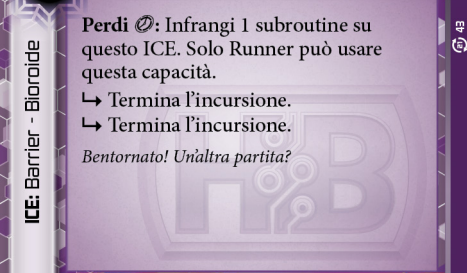 Perdi : Infrangi 1 subroutine su
questo ICE. Solo Runner può usare
questa capacità.
↳ Termina l'incursione.
↳ Termina l'incursione.
Bentornato! Un'altra partita?
ICE: Barrier - Bioroide
HB
43